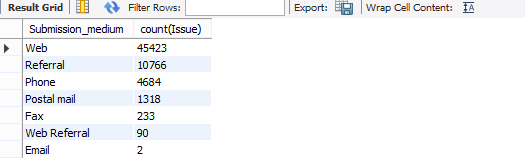 Result Grid Filter Rows: Export: Wrap Cell Content:
Submission_medium count(Issue)
Web 45423
Referral 10766
Phone 4684
Postal mail 1318
Fax 233
Web Referral 90
Email 2